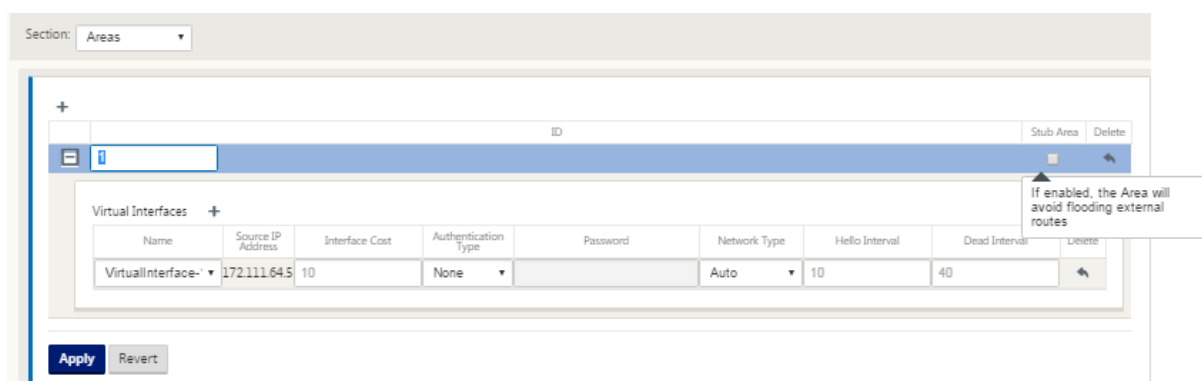 Section: Areas
+
ID Stub Area Delete
1
If enabled, the Area will
avoid flooding external
routes
Virtual Interfaces +
Name Source IP Address Interface Cost Authentication Type Password Network Type Hello Interval Dead Interval Delete
VirtualInterface- 172.111.64.5 10 None Auto 10 40
Apply Revert